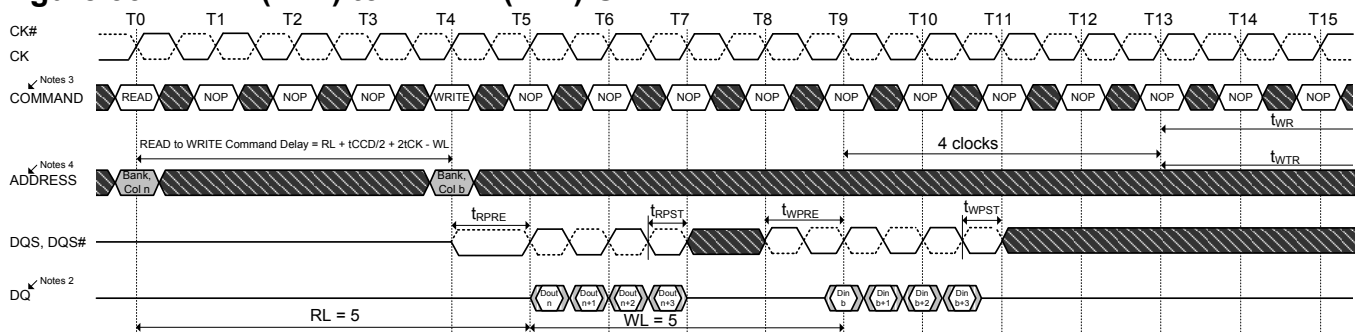 T0 T1 T2 T3 T4 T5 T6 T7 T8 T9 T10 T11 T12 T13 T14 T15
CK#
CK
Notes 3
COMMAND READ NOP NOP NOP WRITE NOP NOP NOP NOP NOP NOP NOP NOP NOP NOP NOP
tWR
READ to WRITE Command Delay = RL + tCCD/2 + 2tCK - WL
4 clocks
Notes 4
tWTR
ADDRESS Bank, Col n Bank, Col b
tRPRE tRPST tWPRE tWPST
DQS, DQS#
Notes 2
DQ Dout n Dout n+1 Dout n+2 Dout n+3 Din b Din b+1 Din b+2 Din b+3
RL = 5 WL = 5